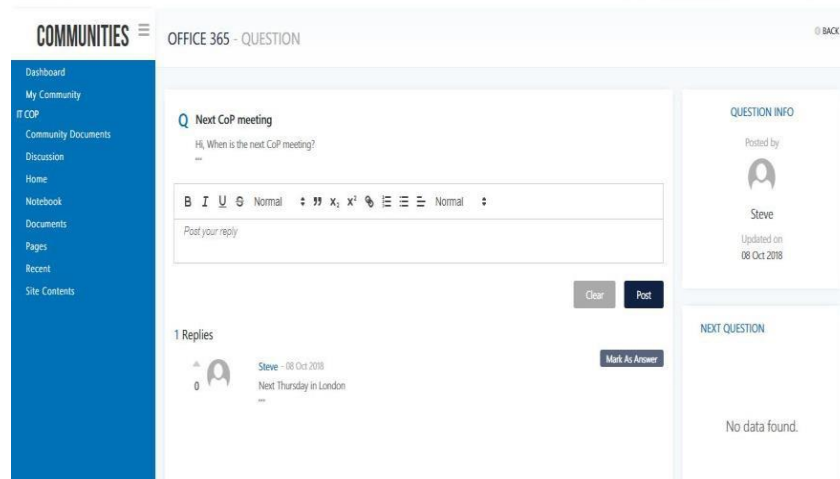 COMMUNITIES
OFFICE 365 - QUESTION
BACK
Dashboard
My Community
IT COP
Community Documents
Discussion
Home
Notebook
Documents
Pages
Recent
Site Contents
Q Next CoP meeting
Hi, When is the next CoP meeting?
B I U S Normal X₂ X² Normal
Post your reply
Clear Post
1 Replies
0
Steve - 08 Oct 2018
Mark As Answer
Next Thursday in London
QUESTION INFO
Posted by
Steve
Updated on
08 Oct 2018
NEXT QUESTION
No data found.